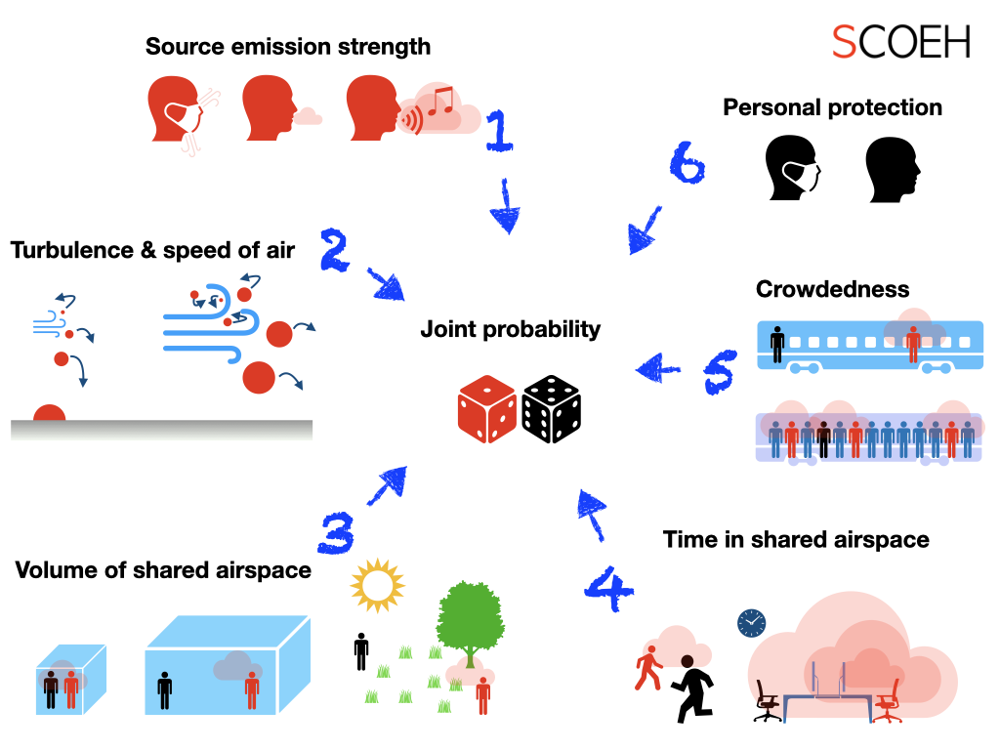 Source emission strength
SCOEH
1
Personal protection
6
Turbulence & speed of air
2
Crowdedness
Joint probability
5
3
Time in shared airspace
Volume of shared airspace
4